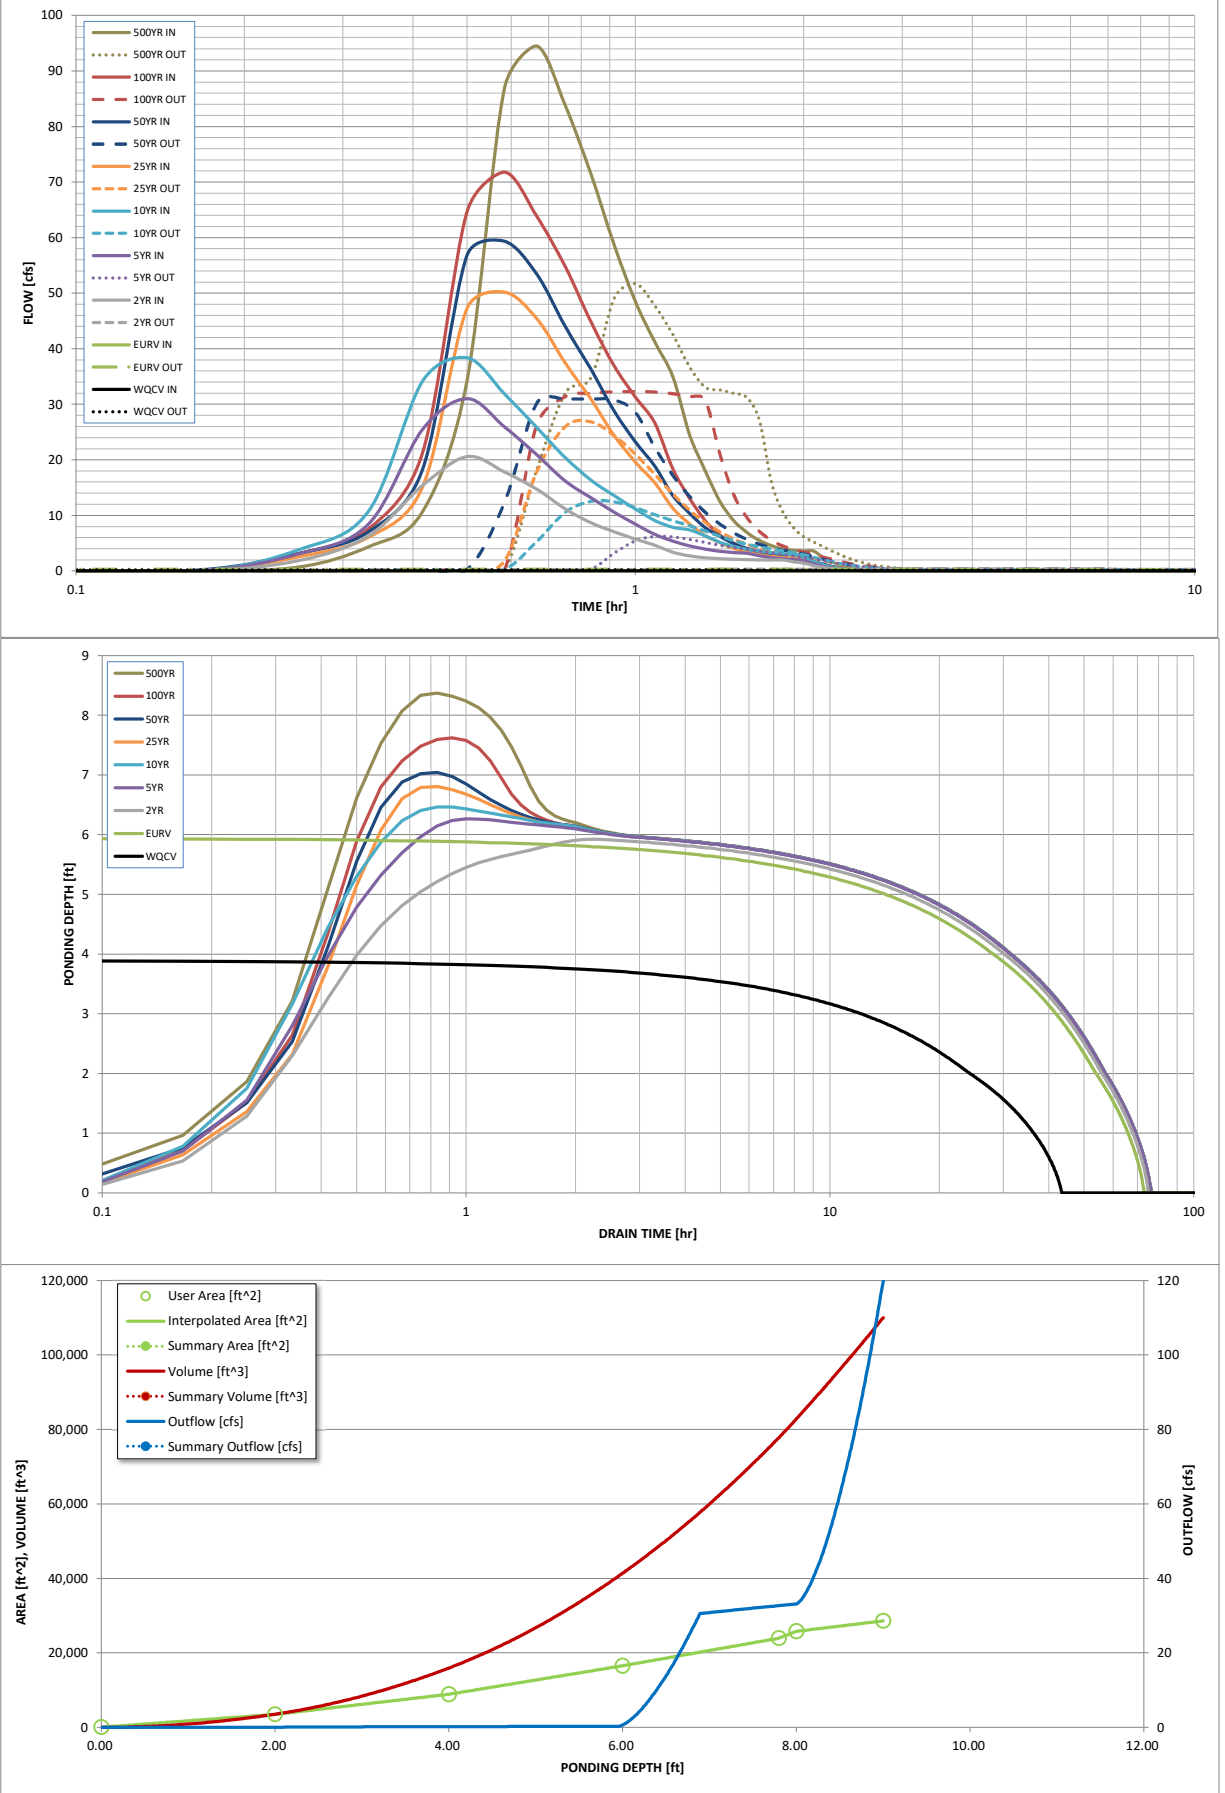 100
90
80
70
60
50
40
30
20
10
0
FLOW [cfs]
500YR IN
500YR OUT
100YR IN
100YR OUT
50YR IN
50YR OUT
25YR IN
25YR OUT
10YR IN
10YR OUT
5YR IN
5YR OUT
2YR IN
2YR OUT
EURV IN
EURV OUT
WQCV IN
WQCV OUT
0.1 1 10
TIME [hr]
9
8
7
6
5
4
3
2
1
0
PONDING DEPTH [ft]
500YR
100YR
50YR
25YR
10YR
5YR
2YR
EURV
WQCV
0.1 1 10 100
DRAIN TIME [hr]
120,000
100,000
80,000
60,000
40,000
20,000
0
AREA [ft^2], VOLUME [ft^3]
User Area [ft^2]
Interpolated Area [ft^2]
Summary Area [ft^2]
Volume [ft^3]
Summary Volume [ft^3]
Outflow [cfs]
Summary Outflow [cfs]
120
100
80
60
40
20
0
OUTFLOW [cfs]
0.00 2.00 4.00 6.00 8.00 10.00 12.00
PONDING DEPTH [ft]